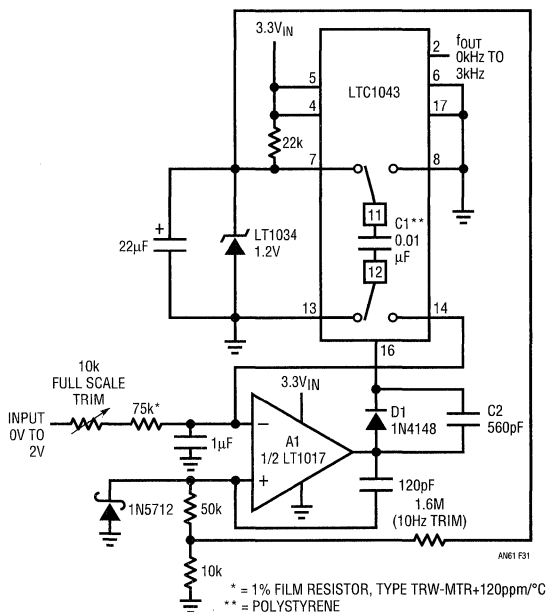 3.3VIN
2
fOUT
0kHz TO
3kHz
5
LTC1043
6
4
17
22k
7
8
11
C1**
0.01
µF
+
22µF
LT1034
1.2V
12
13
14
16
10k
FULL SCALE
TRIM
75k*
3.3VIN
INPUT
0V TO
2V
1µF
–
A1
1/2 LT1017
+
D1
1N4148
C2
560pF
120pF
1N5712
50k
1.6M
(10Hz TRIM)
10k
AN61 F31
* = 1% FILM RESISTOR, TYPE TRW-MTR+120ppm/°C
** = POLYSTYRENE